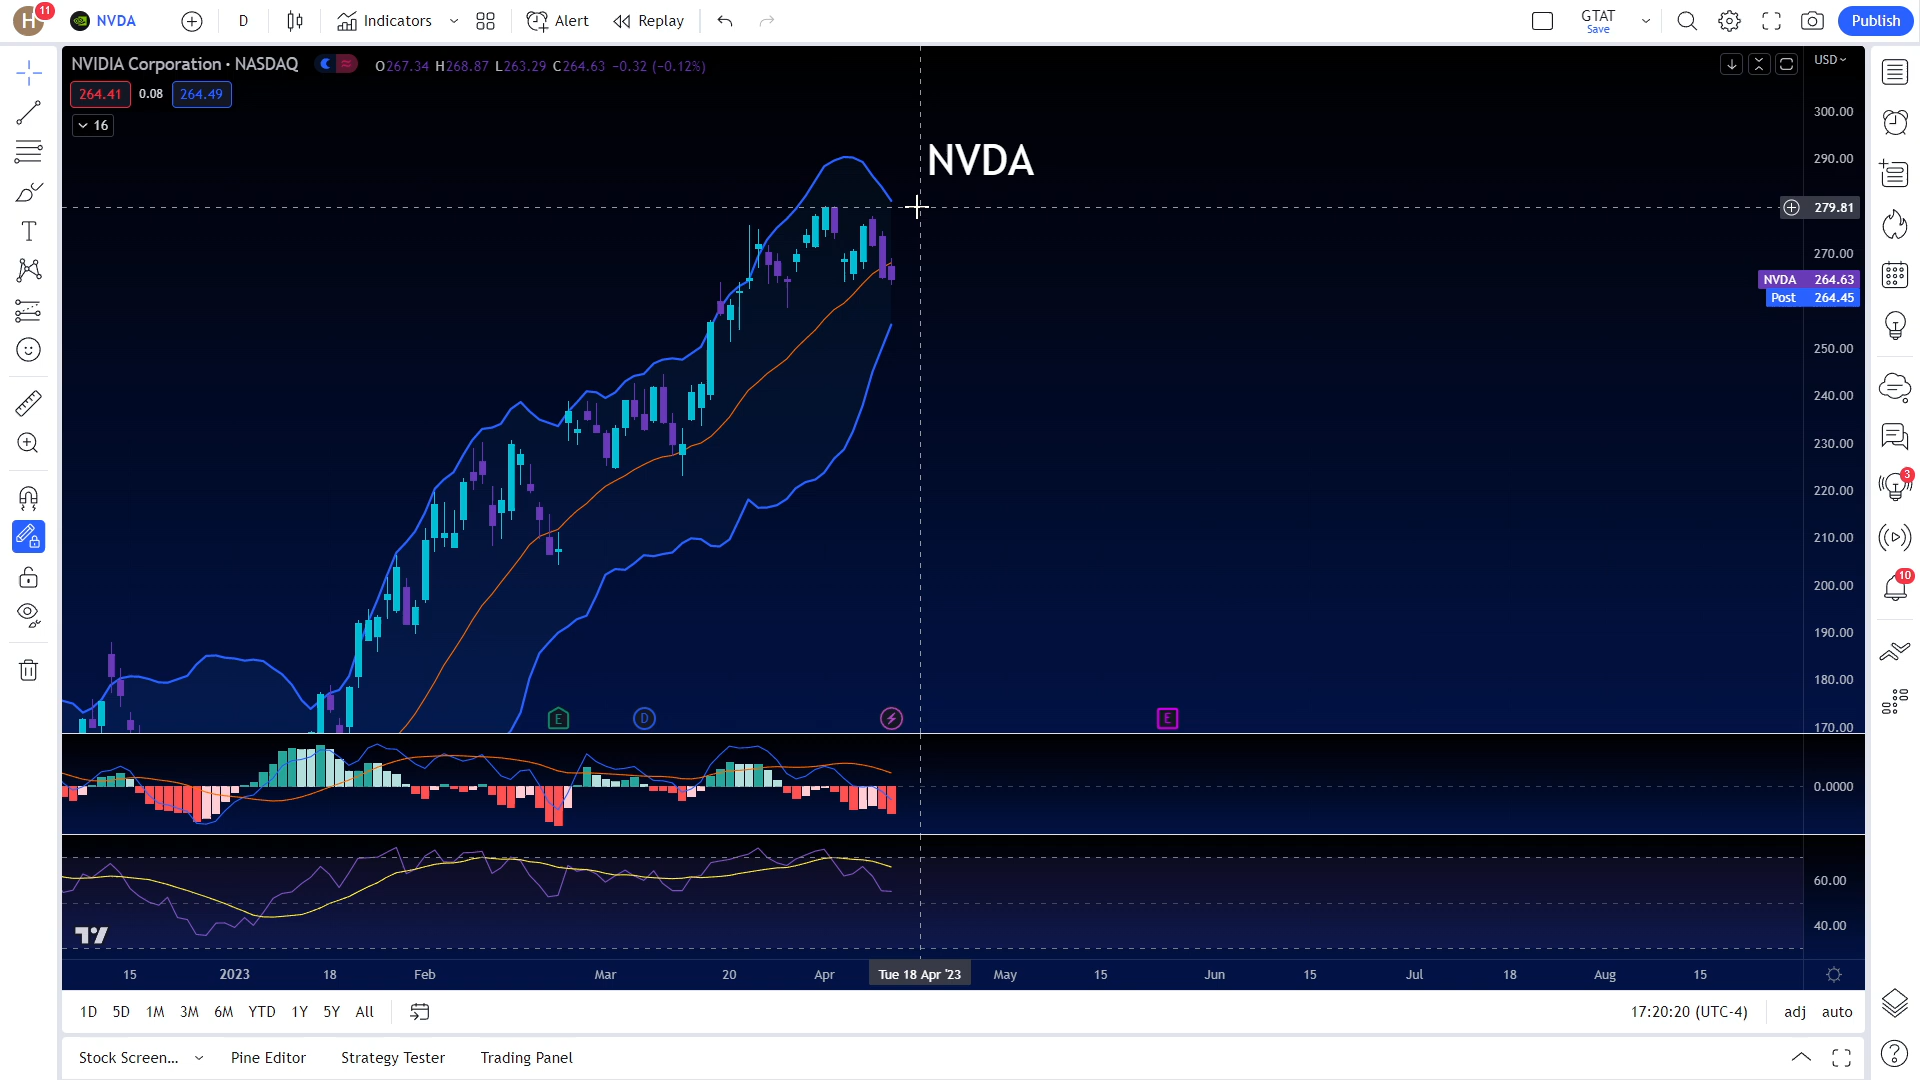 H 11 NVDA D Indicators Alert Replay GTAT Save Publish
NVIDIA Corporation · NASDAQ O267.34 H268.87 L263.29 C264.63 −0.32 (−0.12%) USD
264.41 0.08 264.49
16
NVDA
300.00
290.00
279.81
270.00
NVDA 264.63
Post 264.45
250.00
240.00
230.00
220.00
210.00
200.00
190.00
180.00
170.00
E D E
0.0000
60.00
40.00
3
10
15 2023 18 Feb Mar 20 Apr Tue 18 Apr '23 May 15 Jun 15 Jul 18 Aug 15
1D 5D 1M 3M 6M YTD 1Y 5Y All 17:20:20 (UTC-4) adj auto
Stock Screen... Pine Editor Strategy Tester Trading Panel